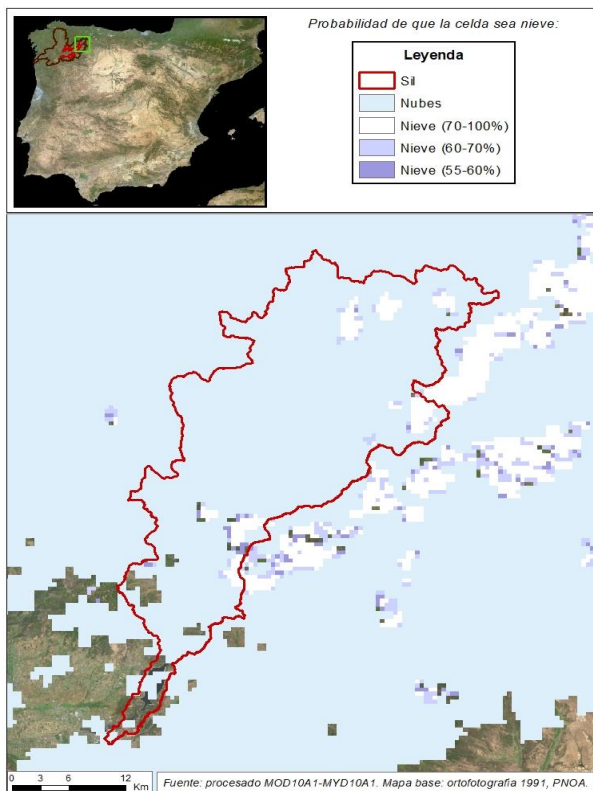 Probabilidad de que la celda sea nieve:
Leyenda
Sil
Nubes
Nieve (70-100%)
Nieve (60-70%)
Nieve (55-60%)
0 3 6 12
Km
Fuente: procesado MOD10A1-MYD10A1. Mapa base: ortofotografía 1991, PNOA.